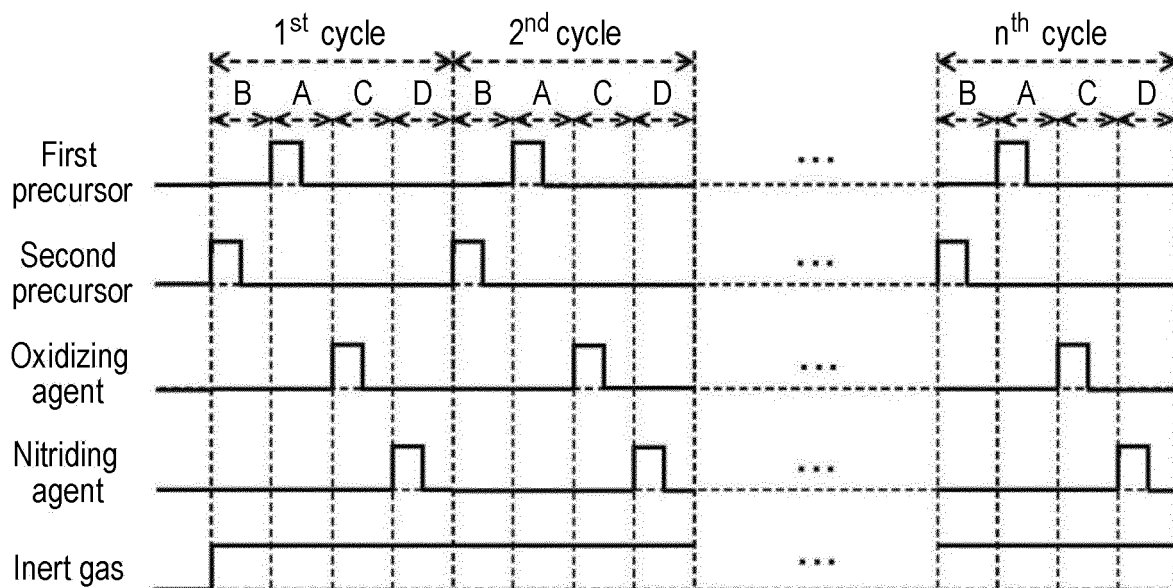 1st cycle 2nd cycle nth cycle
B A C D B A C D B A C D
First
precursor
...
Second
precursor
...
Oxidizing
agent
...
Nitriding
agent
...
Inert gas
...